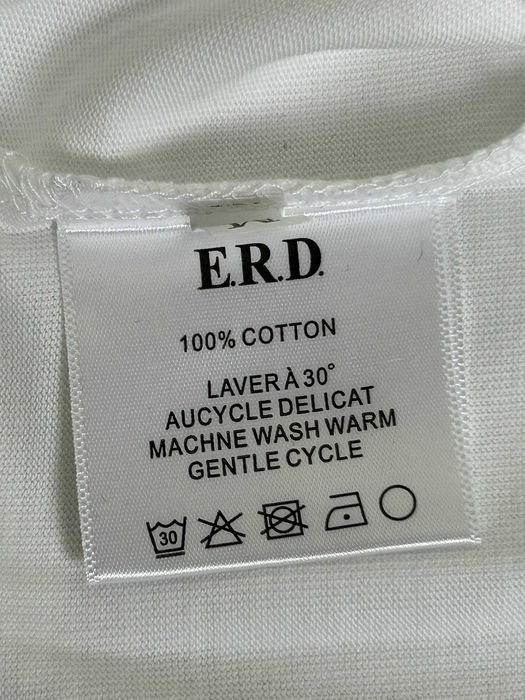 E.R.D.
100% COTTON
LAVER À 30°
AUCYCLE DELICAT
MACHNE WASH WARM
GENTLE CYCLE
30